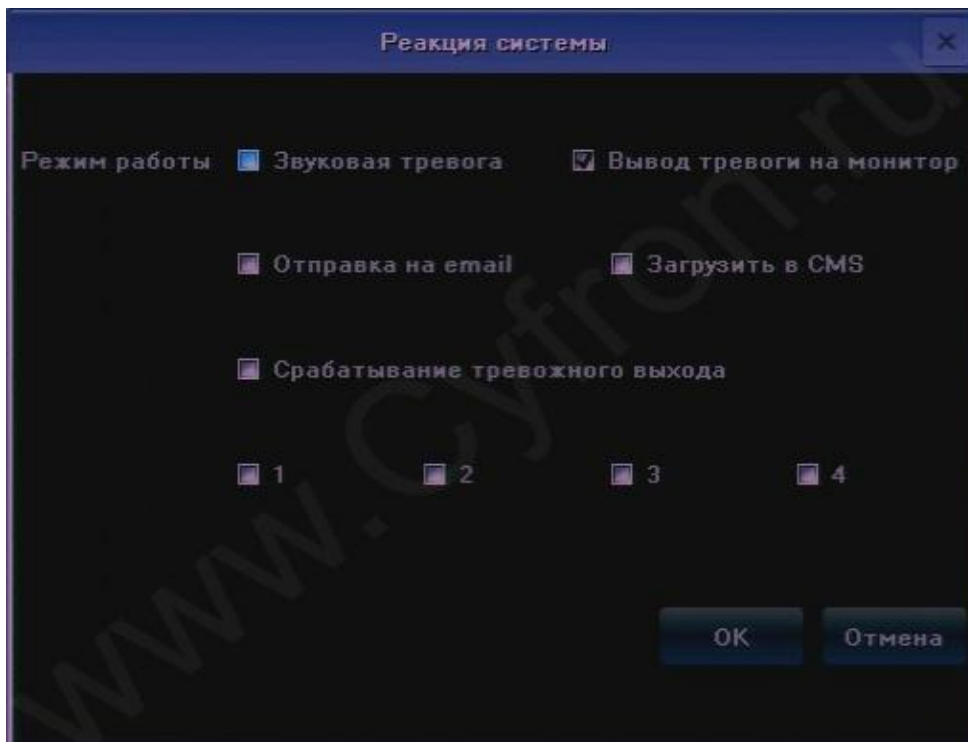 Реакция системы
Режим работы Звуковая тревога Вывод тревоги на монитор
Отправка на email Загрузить в CMS
Срабатывание тревожного выхода
1 2 3 4
OK Отмена
www.Cyfron.ru